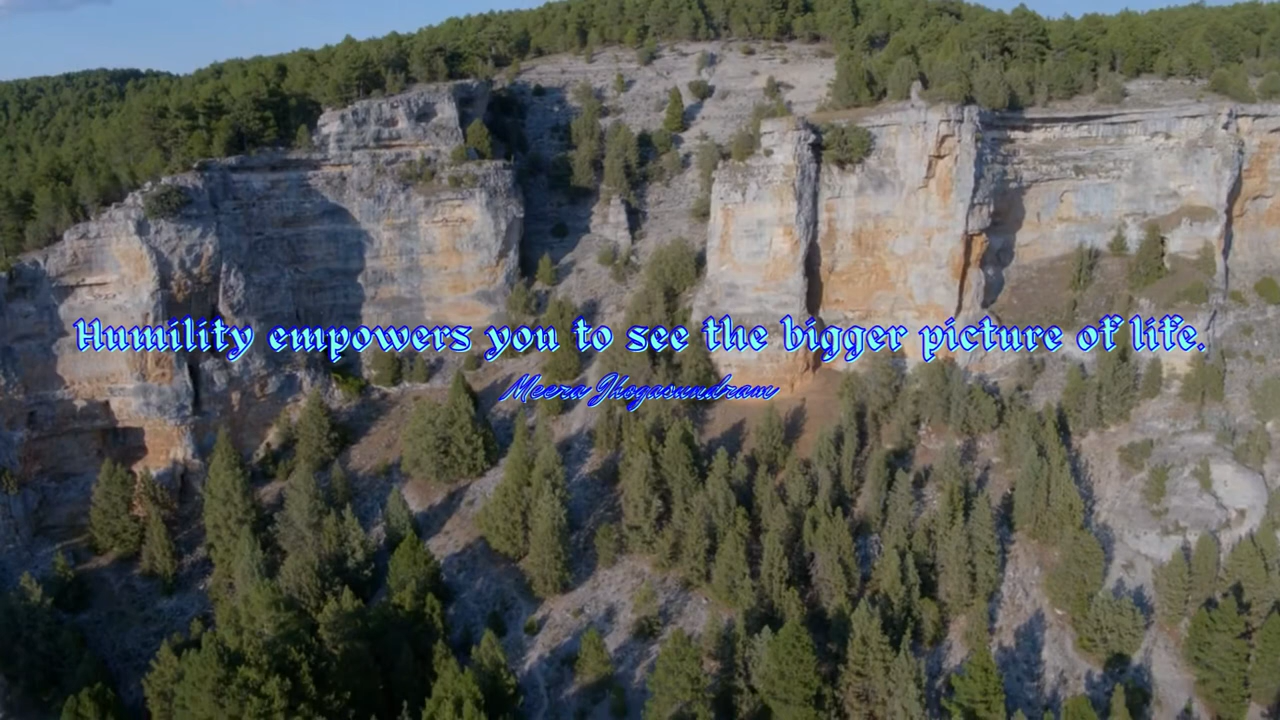 Humility empowers you to see the bigger picture of life.
Meera Jhogasundram